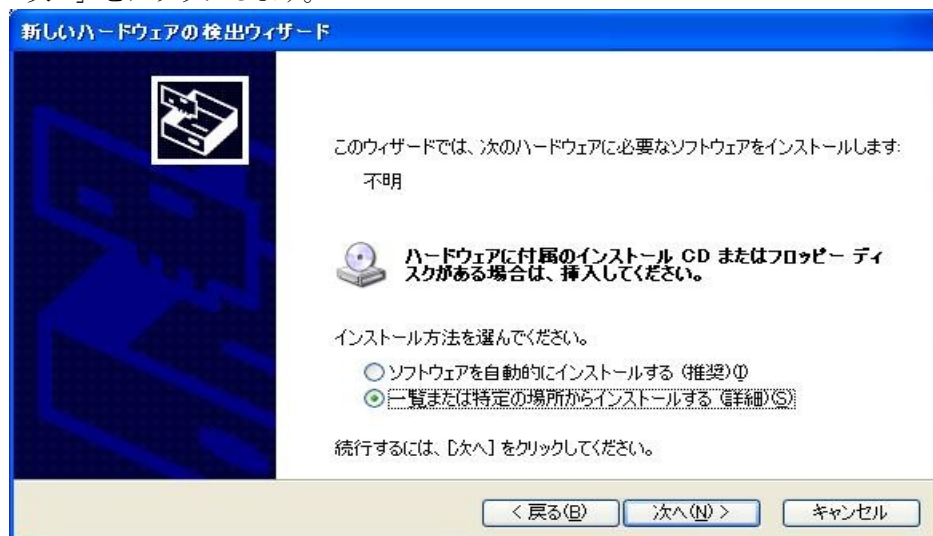 新しいハードウェアの検出ウィザード
このウィザードでは、次のハードウェアに必要なソフトウェアをインストールします:
不明
ハードウェアに付属のインストール CD またはフロッピー ディ
スクがある場合は、挿入してください。
インストール方法を選んでください。
ソフトウェアを自動的にインストールする (推奨)(I)
一覧または特定の場所からインストールする (詳細)(S)
続行するには、[次へ] をクリックしてください。
< 戻る(B)
次へ(N) >
キャンセル